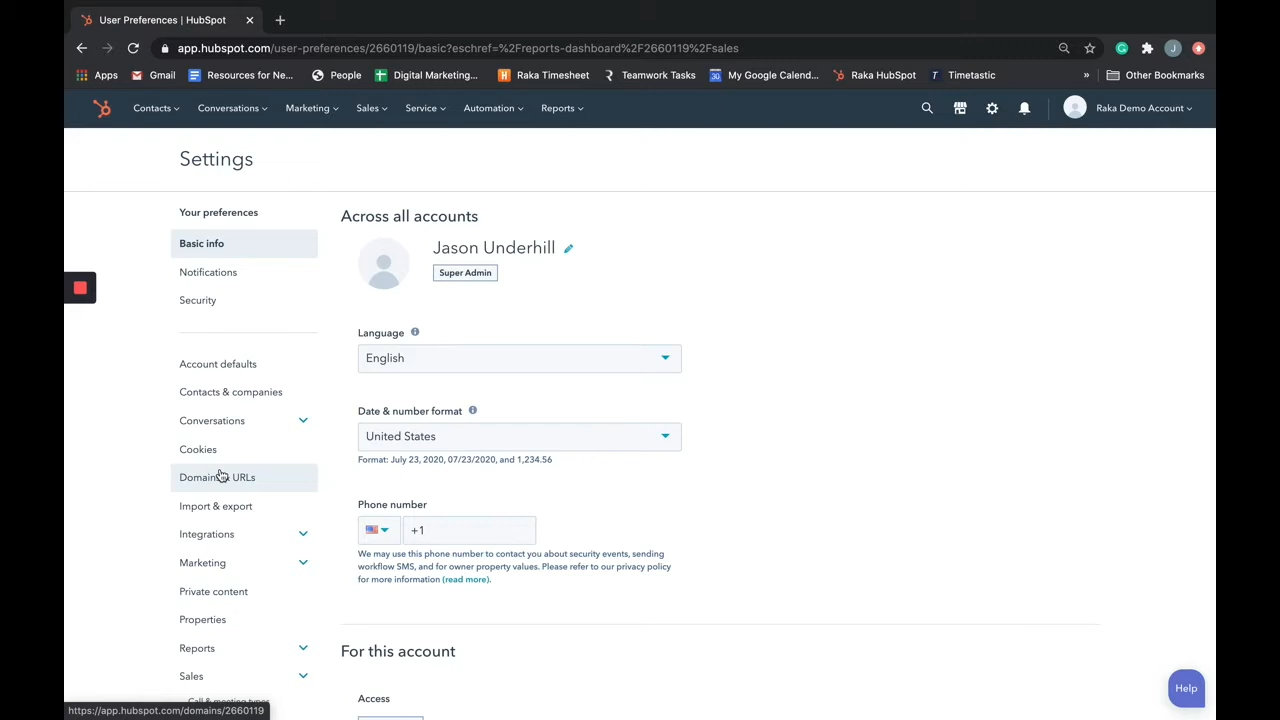 User Preferences | HubSpot
app.hubspot.com/user-preferences/2660119/basic?eschref=%2Freports-dashboard%2F2660119%2Fsales
Apps
Gmail
Resources for Ne...
People
Digital Marketing...
Raka Timesheet
Teamwork Tasks
My Google Calend...
Raka HubSpot
Timetastic
»
Other Bookmarks
Contacts
Conversations
Marketing
Sales
Service
Automation
Reports
Raka Demo Account
Settings
Your preferences
Basic info
Notifications
Security
Account defaults
Contacts & companies
Conversations
Cookies
Domains & URLs
Import & export
Integrations
Marketing
Private content
Properties
Reports
Sales
Call & meeting types
Across all accounts
Jason Underhill
Super Admin
Language
English
Date & number format
United States
Format: July 23, 2020, 07/23/2020, and 1,234.56
Phone number
+1
We may use this phone number to contact you about security events, sending
workflow SMS, and for owner property values. Please refer to our privacy policy
for more information (read more).
For this account
Access
Help
https://app.hubspot.com/domains/2660119